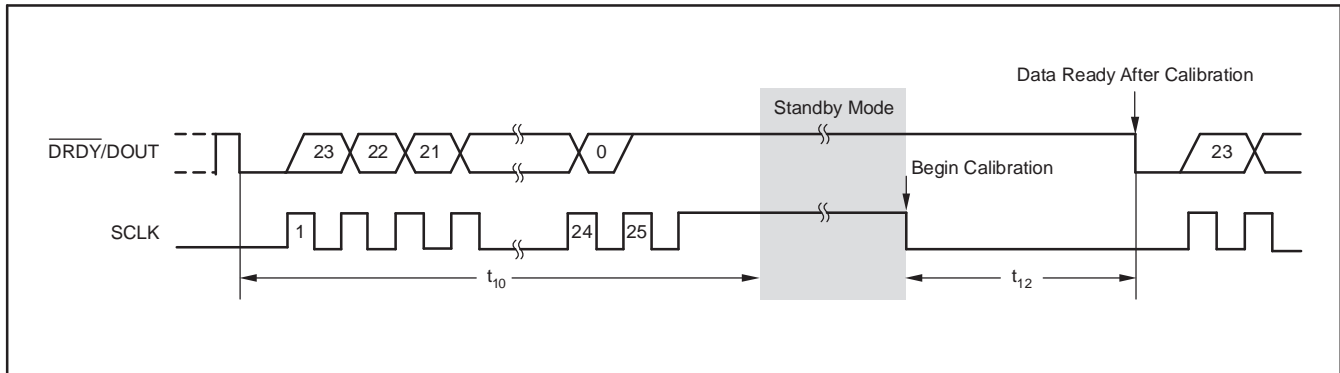 Data Ready After Calibration
Standby Mode
DRDY/DOUT 23 22 21 0 23
Begin Calibration
SCLK 1 24 25
t10 t12